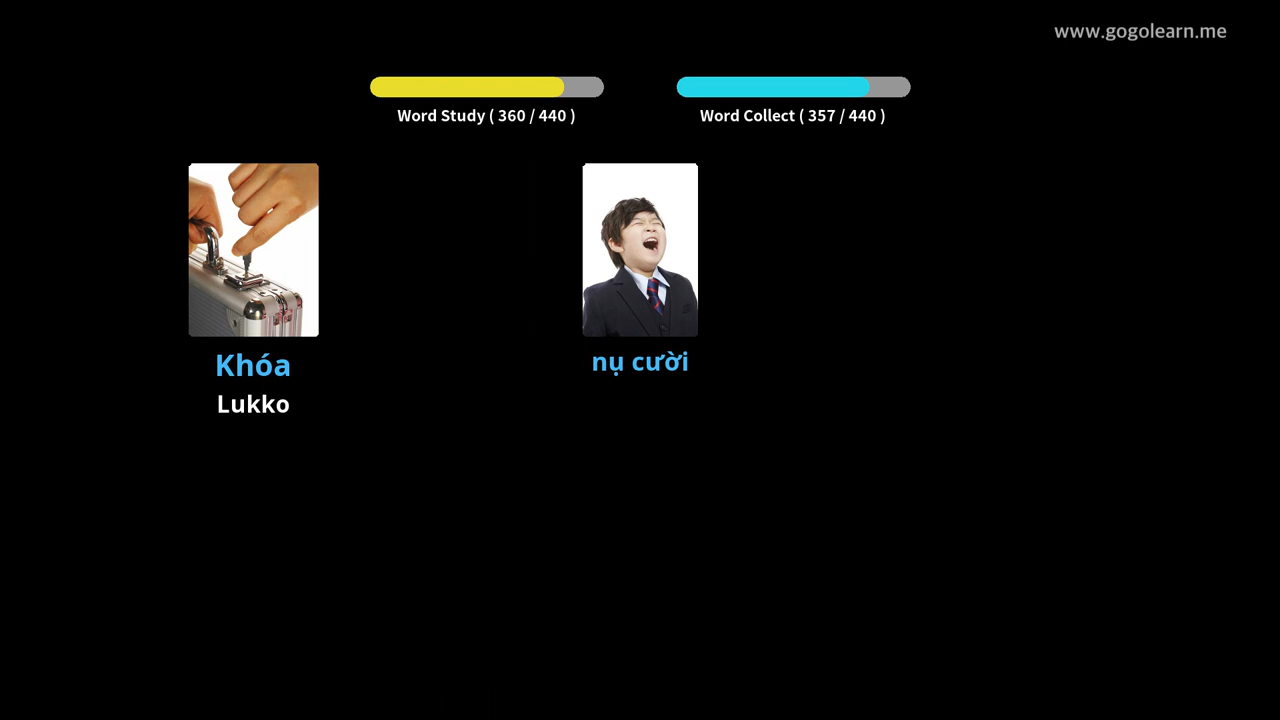 www.gogolearn.me
Word Study ( 360 / 440 )
Word Collect ( 357 / 440 )
Khóa
Lukko
nụ cười